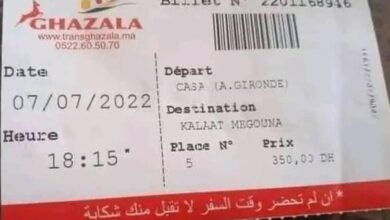 Billet N° 2201168946
GHAZALA
www.transghazala.ma
0522.60.50.70
Date
07/07/2022
Heure
18:15
Départ
CASA (A.GIRONDE)
Destination
KALAAT MEGOUNA
Place N° Prix
5 350,00 DH
* إن لم تحضر وقت السفر لا تقبل منك شكاية